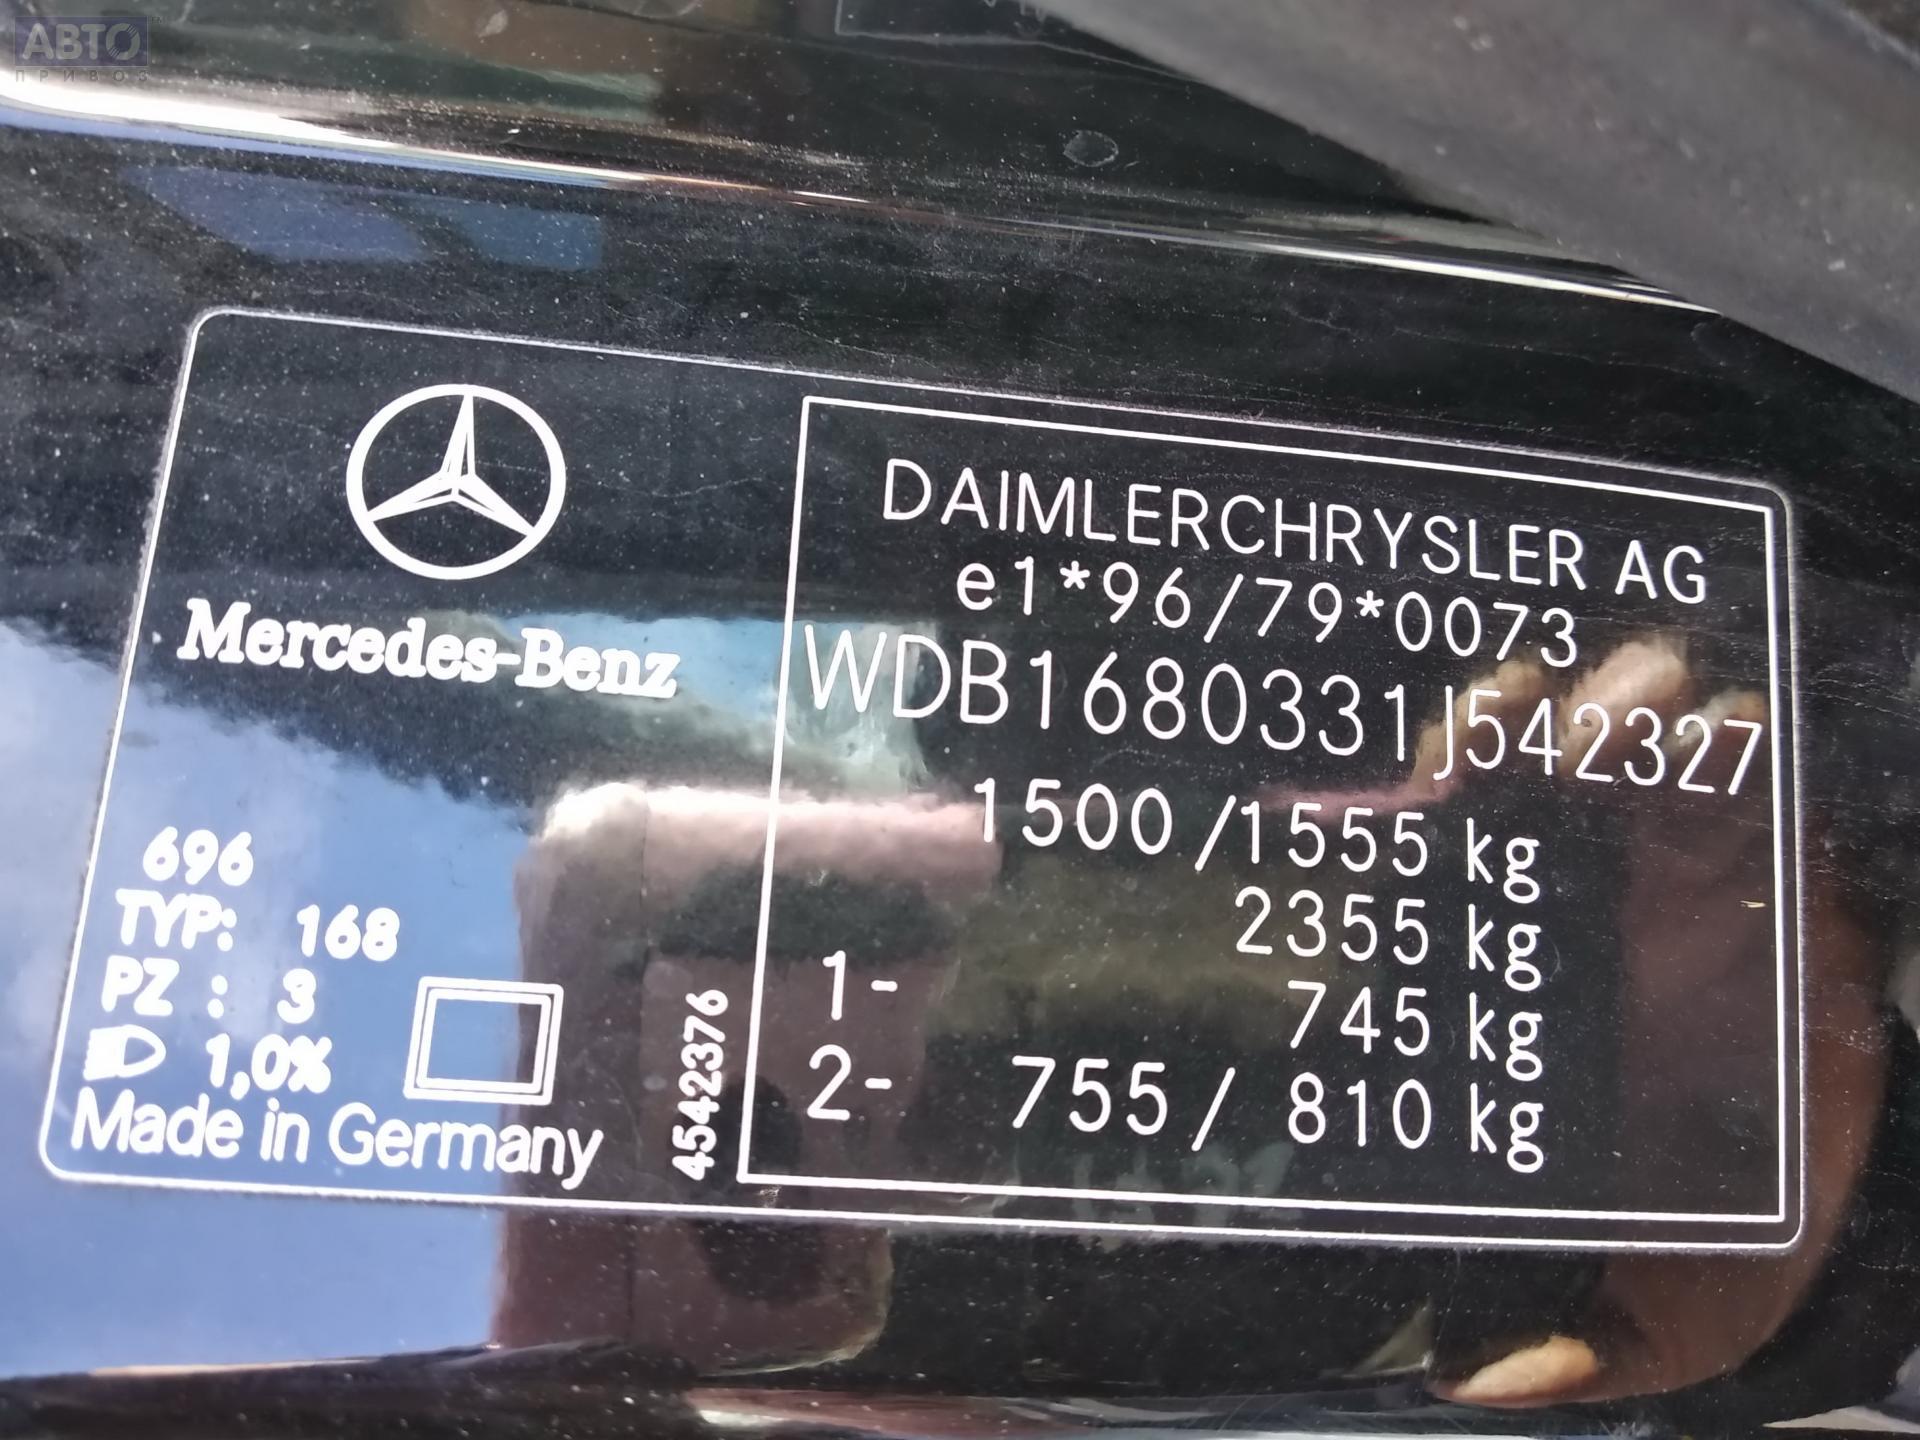 АВТО
ПРИВОЗ
Mercedes-Benz
696
TYP: 168
PZ : 3
1,0%
Made in Germany
4542376
DAIMLERCHRYSLER AG
e1*96/79*0073
WDB1680331J542327
1500 /1555 kg
2355 kg
1- 745 kg
2- 755 / 810 kg